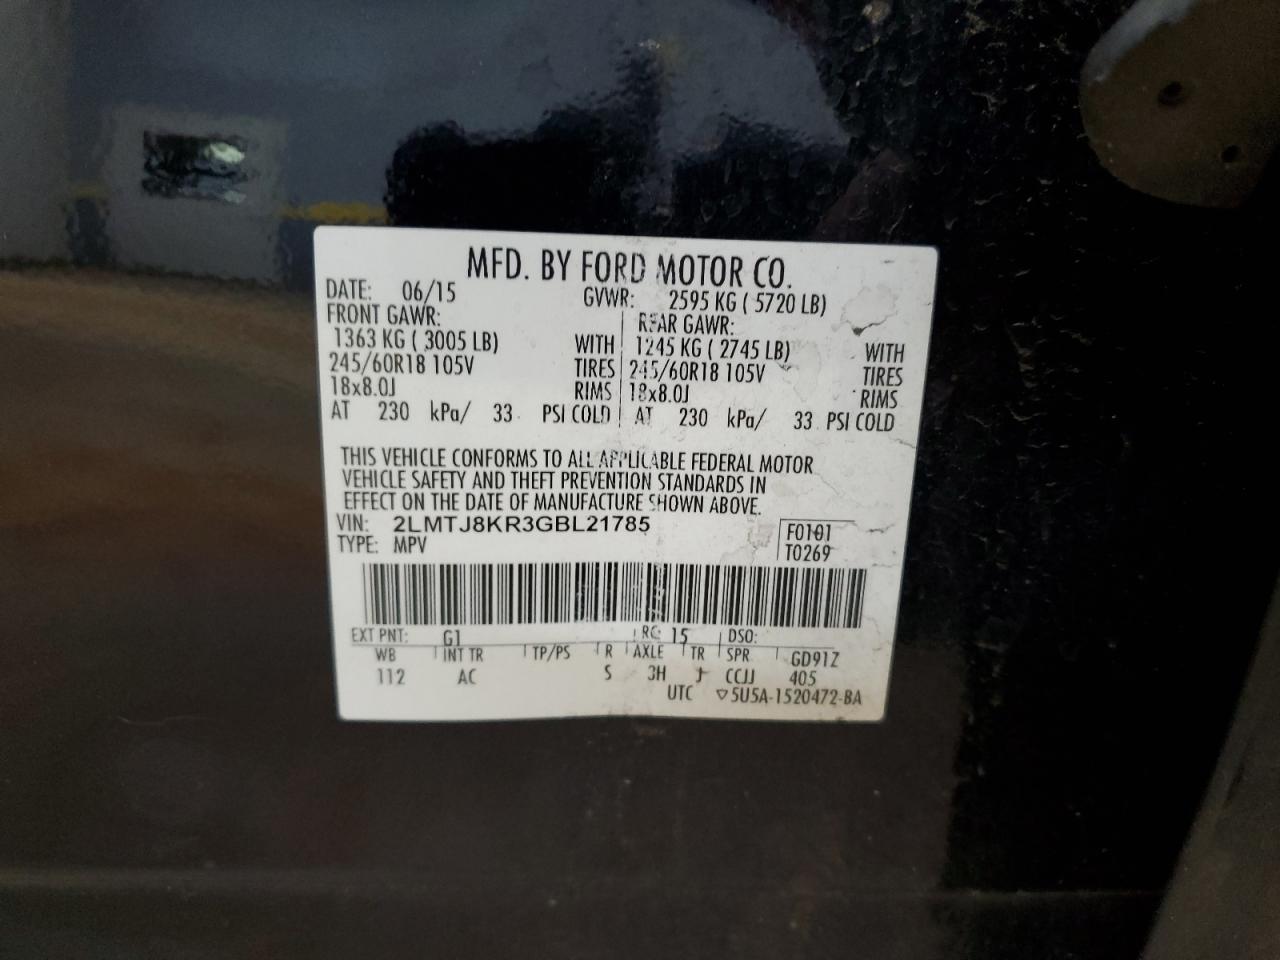 MFD. BY FORD MOTOR CO.
DATE: 06/15 GVWR: 2595 KG ( 5720 LB)
FRONT GAWR: REAR GAWR:
1363 KG ( 3005 LB) WITH 1245 KG ( 2745 LB) WITH
245/60R18 105V TIRES 245/60R18 105V TIRES
18x8.0J RIMS 18x8.0J RIMS
AT 230 kPa/ 33 PSI COLD AT 230 kPa/ 33 PSI COLD
THIS VEHICLE CONFORMS TO ALL APPLICABLE FEDERAL MOTOR
VEHICLE SAFETY AND THEFT PREVENTION STANDARDS IN
EFFECT ON THE DATE OF MANUFACTURE SHOWN ABOVE.
VIN: 2LMTJ8KR3GBL21785 F0101
TYPE: MPV T0269
EXT PNT: G1 RC: 15 DSO:
WB INT TR TP/PS R AXLE TR SPR GD91Z
112 AC S 3H J CCJJ 405
UTC ▽5U5A-1520472-BA